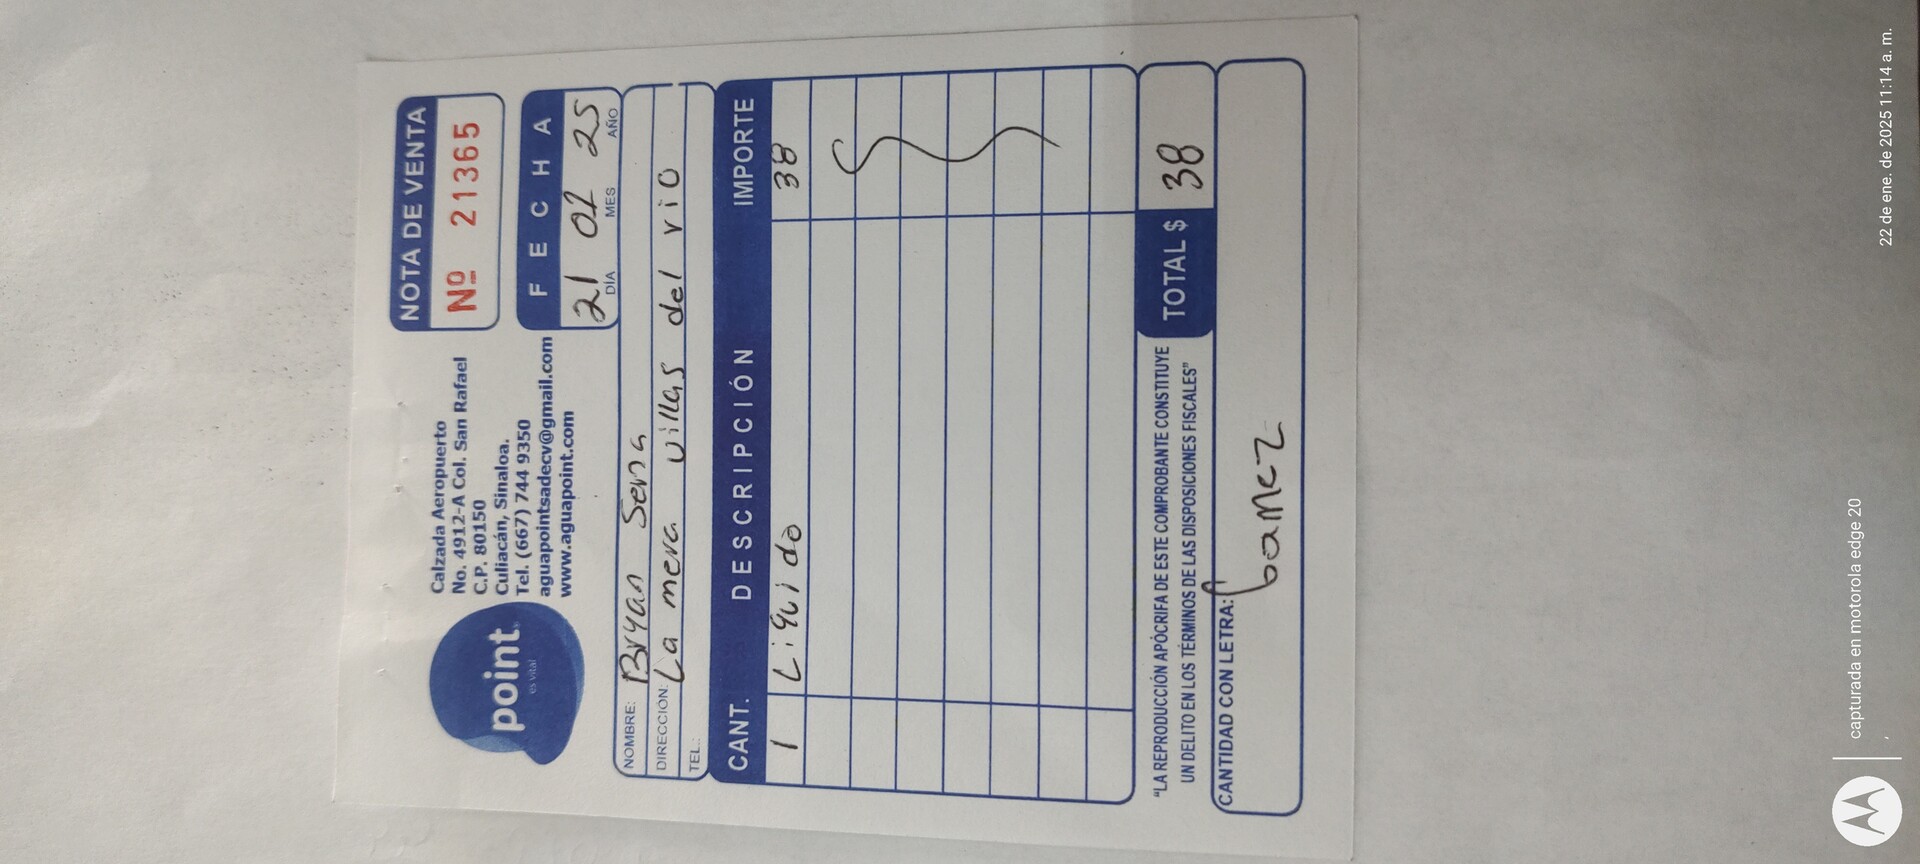 point
es vital
Calzada Aeropuerto
No. 4912-A Col. San Rafael
C.P. 80150
Culiacán, Sinaloa.
Tel. (667) 744 9350
aguapointsadecv@gmail.com
www.aguapoint.com
NOTA DE VENTA
Nº 21365
FECHA
21 02 25
DÍA MES AÑO
NOMBRE: Bryan Serna
DIRECCIÓN: La mera villas del rio
TEL.:
CANT. DESCRIPCIÓN IMPORTE
1 Liquido 38
"LA REPRODUCCIÓN APÓCRIFA DE ESTE COMPROBANTE CONSTITUYE
UN DELITO EN LOS TÉRMINOS DE LAS DISPOSICIONES FISCALES"
TOTAL $ 38
CANTIDAD CON LETRA:
22 de ene. de 2025 11:14 a. m.
capturada en motorola edge 20
,